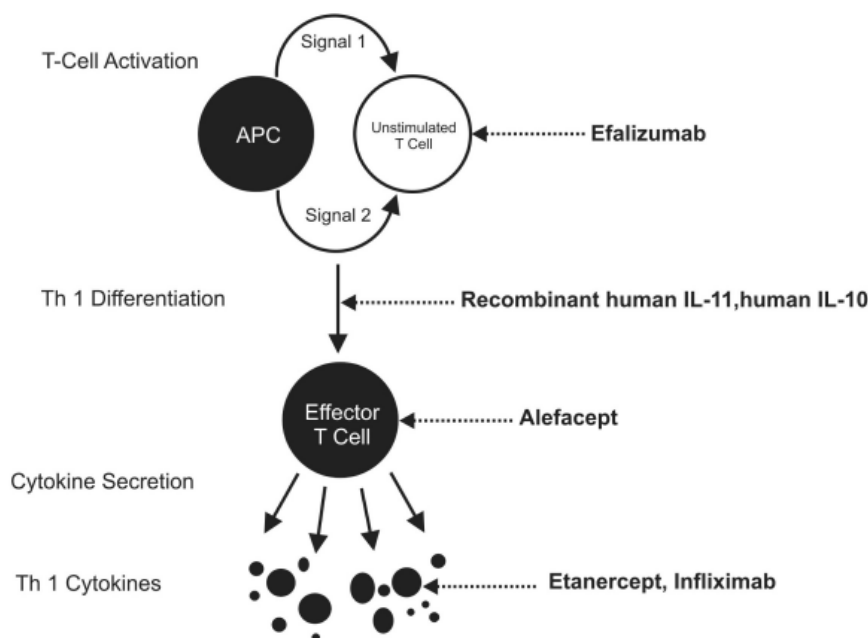 Signal 1
T-Cell Activation
APC
Unstimulated
T Cell
Efalizumab
Signal 2
Th 1 Differentiation
Recombinant human IL-11,human IL-10
Effector
T Cell
Alefacept
Cytokine Secretion
Th 1 Cytokines
Etanercept, Infliximab